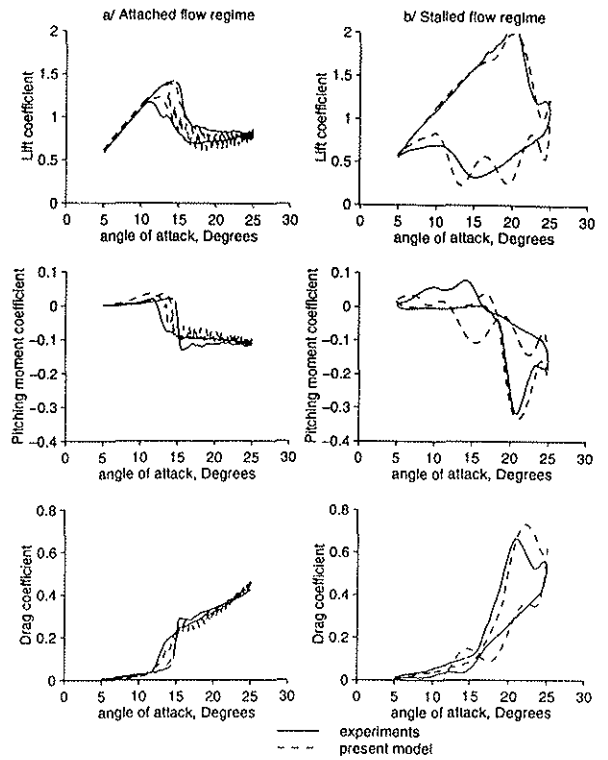 a/ Attached flow regime
b/ Stalled flow regime
2
1.5
1
0.5
0
Lift coefficient
0 5 10 15 20 25 30
angle of attack, Degrees
2
1.5
1
0.5
0
Lift coefficient
0 5 10 15 20 25 30
angle of attack, Degrees
0.1
0
-0.1
-0.2
-0.3
-0.4
Pitching moment coefficient
0 5 10 15 20 25 30
angle of attack, Degrees
0.1
0
-0.1
-0.2
-0.3
-0.4
Pitching moment coefficient
0 5 10 15 20 25 30
angle of attack, Degrees
0.8
0.6
0.4
0.2
0
Drag coefficient
0 5 10 15 20 25 30
angle of attack, Degrees
0.8
0.6
0.4
0.2
0
Drag coefficient
0 5 10 15 20 25 30
angle of attack, Degrees
experiments
present model